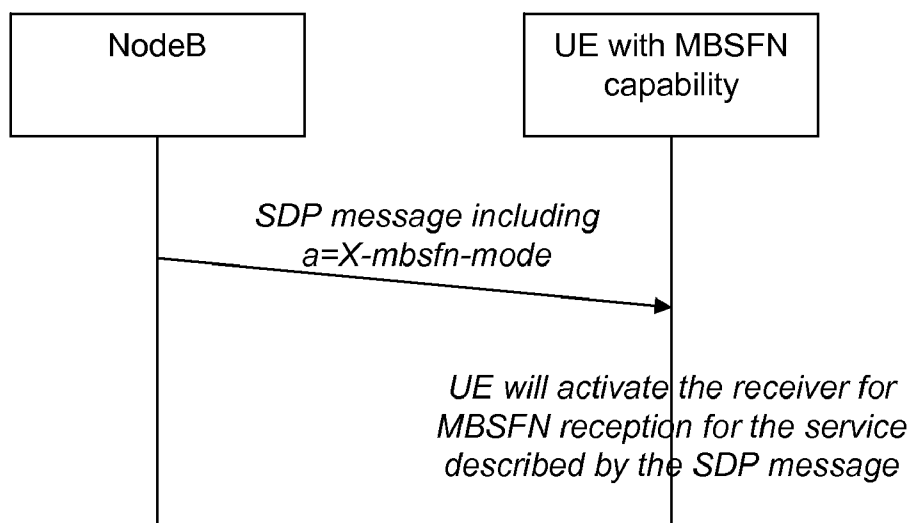 NodeB
UE with MBSFN
capability
SDP message including
a=X-mbsfn-mode
UE will activate the receiver for
MBSFN reception for the service
described by the SDP message